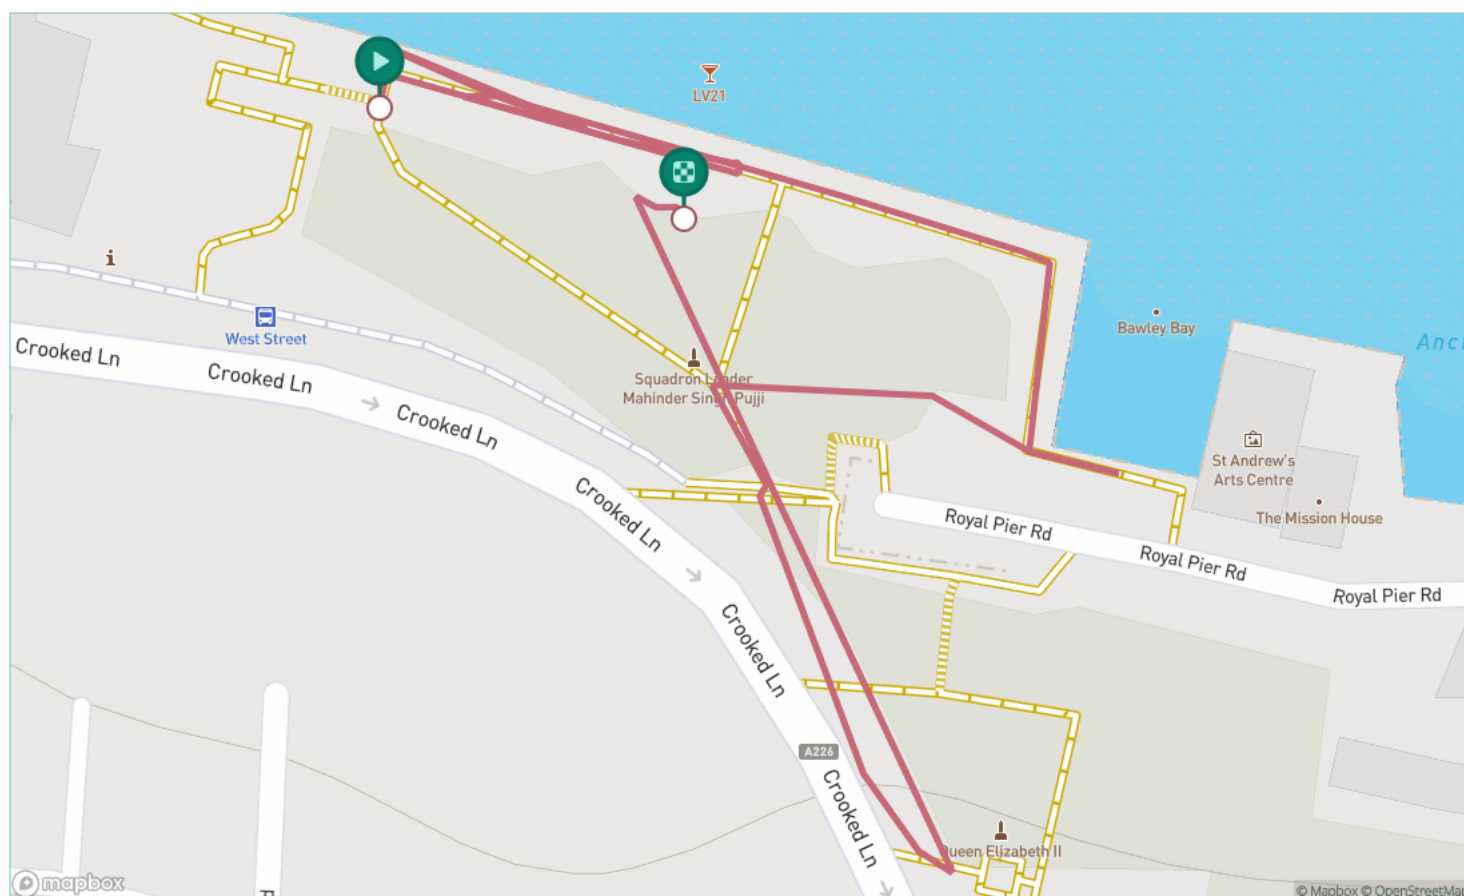 LV21
Bawley Bay
West Street
Crooked Ln
Crooked Ln
Crooked Ln
Squadron Leader
Mahinder Singh Pujji
St Andrew's
Arts Centre
The Mission House
Crooked Ln
Royal Pier Rd
Royal Pier Rd
Royal Pier Rd
Crooked Ln
A226
Crooked Ln
Queen Elizabeth II
mapbox
© Mapbox © OpenStreetMap